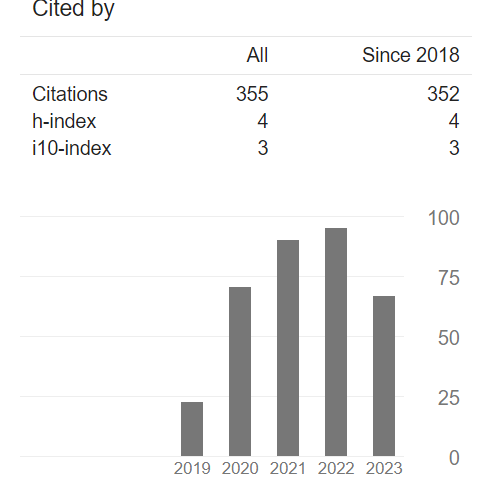 Cited by
All Since 2018
Citations 355 352
h-index 4 4
i10-index 3 3
100
75
50
25
0
2019 2020 2021 2022 2023